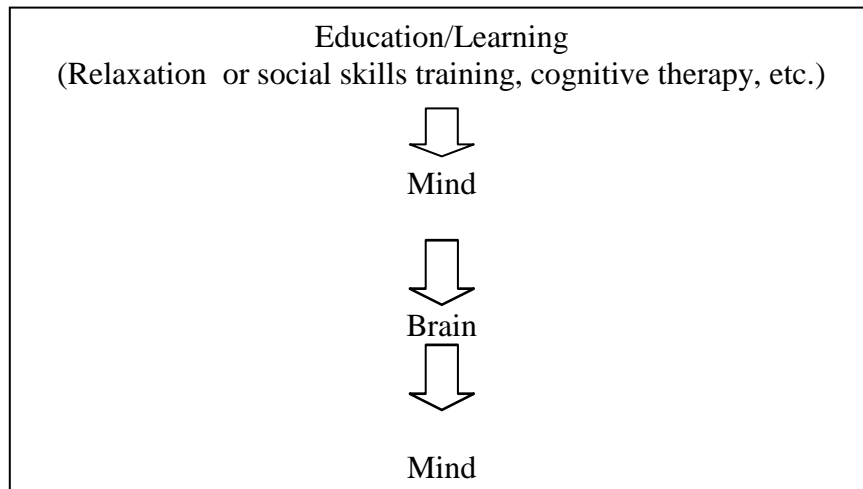 Education/Learning
(Relaxation or social skills training, cognitive therapy, etc.)
Mind
Brain
Mind